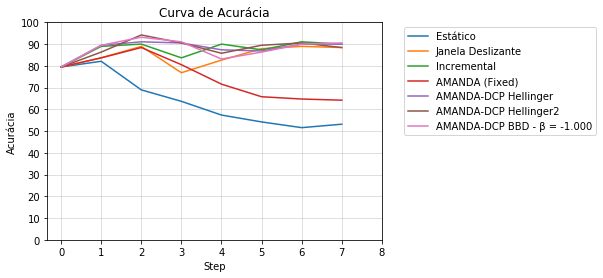 Curva de Acurácia
Acurácia
100
90
80
70
60
50
40
30
20
10
0
0 1 2 3 4 5 6 7 8
Step
Estático
Janela Deslizante
Incremental
AMANDA (Fixed)
AMANDA-DCP Hellinger
AMANDA-DCP Hellinger2
AMANDA-DCP BBD - β = -1.000